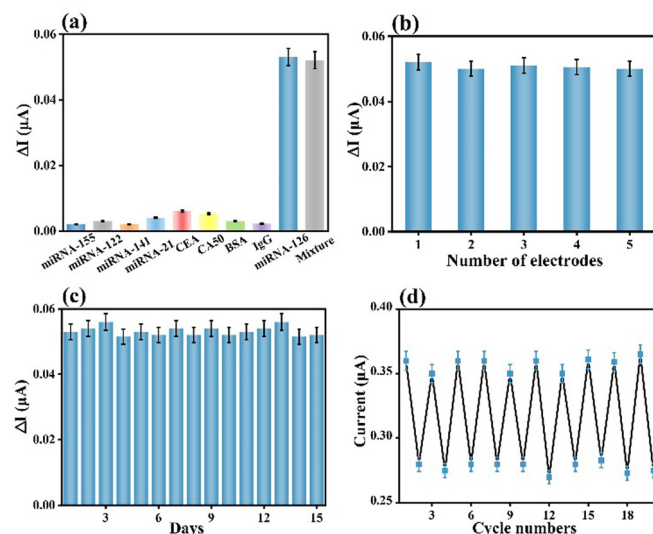 (a)
0.06
0.04
0.02
0.00
ΔI (μA)
miRNA-155
miRNA-122
miRNA-141
miRNA-21
CEA
CA50
BSA
IgG
miRNA-126
Mixture
(b)
0.06
0.04
0.02
0.00
ΔI (μA)
1 2 3 4 5
Number of electrodes
(c)
0.06
0.04
0.02
0.00
ΔI (μA)
3 6 9 12 15
Days
(d)
0.40
0.35
0.30
0.25
Current (μA)
3 6 9 12 15 18
Cycle numbers